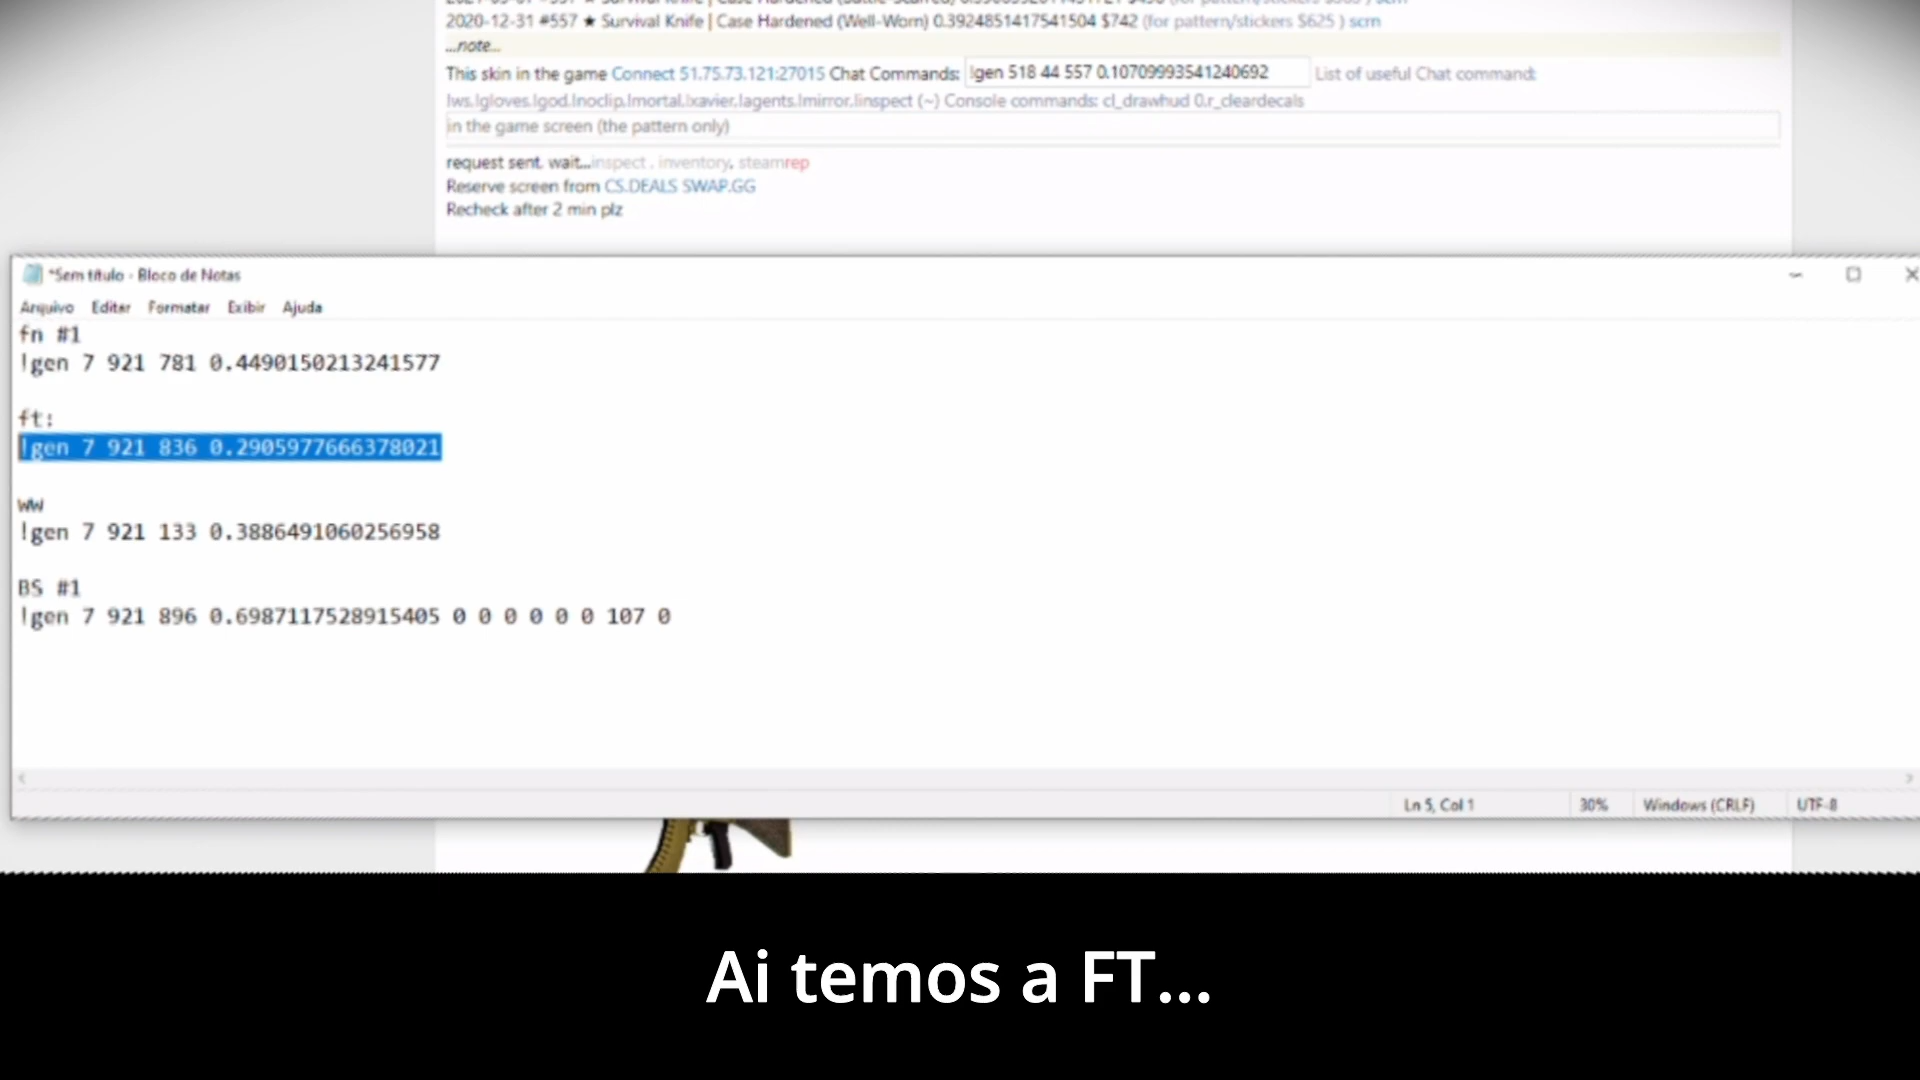 2020-12-31 #557 ★ Survival Knife | Case Hardened (Well-Worn) 0.3924851417541504 $742 (for pattern/stickers $625 ) scrn
...note...
This skin in the game Connect 51.75.73.121:27015 Chat Commands: !gen 518 44 557 0.10709993541240692 List of useful Chat command:
!ws,!gloves,!god,!noclip,!mortal,!xavier,!agents,!mirror,!inspect (~) Console commands: cl_drawhud 0,r_cleardecals
in the game screen (the pattern only)
request sent. wait...inspect . inventory, steamrep
Reserve screen from CS.DEALS SWAP.GG
Recheck after 2 min plz
*Sem título - Bloco de Notas
Arquivo Editar Formatar Exibir Ajuda
fn #1
!gen 7 921 781 0.4490150213241577
ft:
!gen 7 921 836 0.2905977666378021
WW
!gen 7 921 133 0.3886491060256958
BS #1
!gen 7 921 896 0.6987117528915405 0 0 0 0 0 0 107 0
Ln 5, Col 1 30% Windows (CRLF) UTF-8
Ai temos a FT...